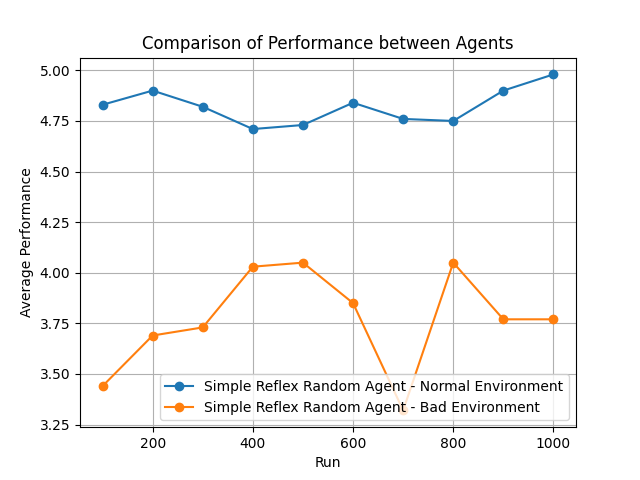 Comparison of Performance between Agents
5.00
4.75
4.50
4.25
4.00
3.75
3.50
3.25
Average Performance
Simple Reflex Random Agent - Normal Environment
Simple Reflex Random Agent - Bad Environment
200
400
600
800
1000
Run